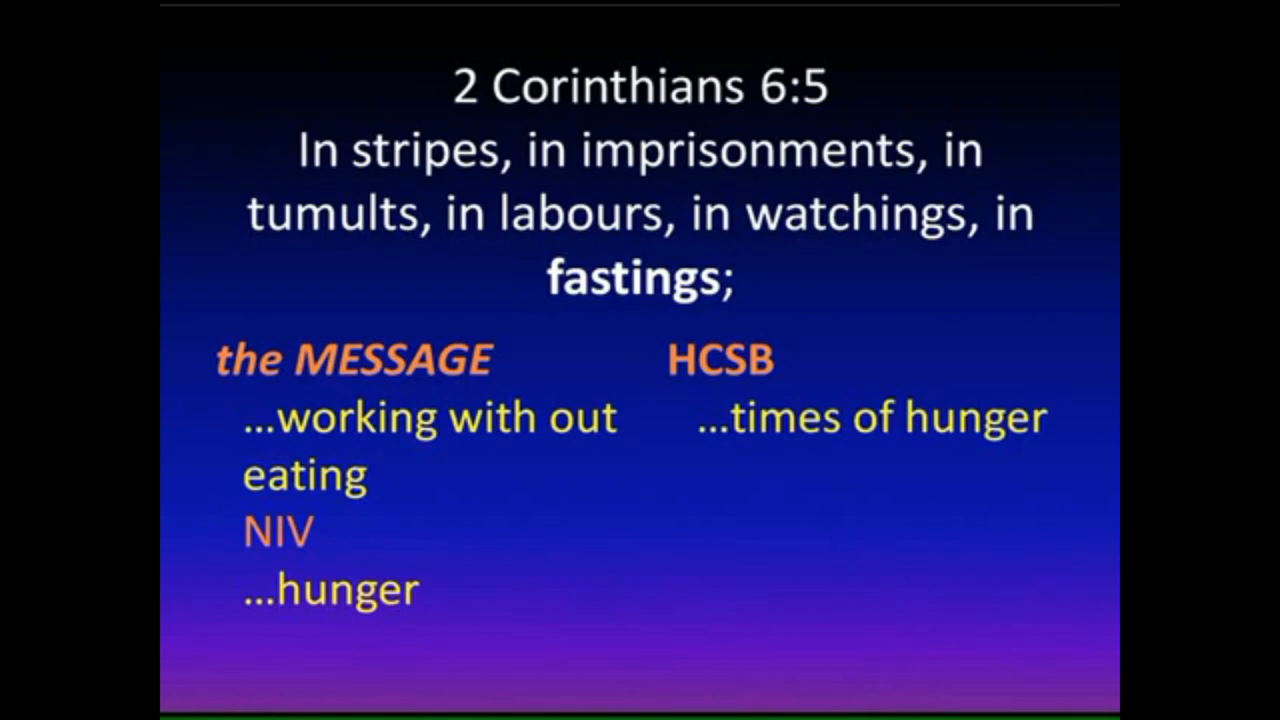 2 Corinthians 6:5
In stripes, in imprisonments, in
tumults, in labours, in watchings, in
fastings;
the MESSAGE
...working with out
eating
NIV
...hunger
HCSB
...times of hunger